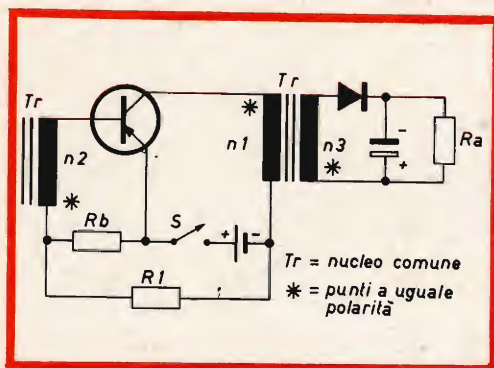 Tr
Tr
n2
n1
n3
Ra
Rb
S
+ -
- +
R1
Tr = nucleo comune
* = punti a uguale
polarità